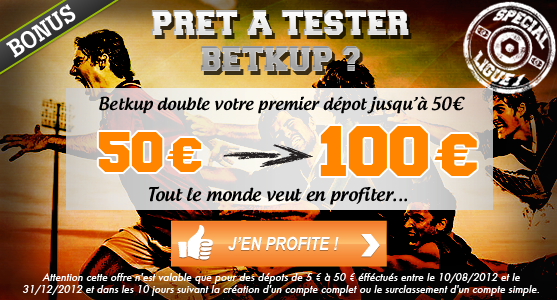 BONUS
PRET A TESTER
BETKUP ?
SPECIAL
LIGUE 1
Betkup double votre premier dépot jusqu'à 50€
50€ 100€
Tout le monde veut en profiter...
J'EN PROFITE !
Attention cette offre n'est valable que pour des dépots de 5 € à 50 € éfféctués entre le 10/08/2012 et le
31/12/2012 et dans les 10 jours suivant la création d'un compte complet ou le surclassement d'un compte simple.